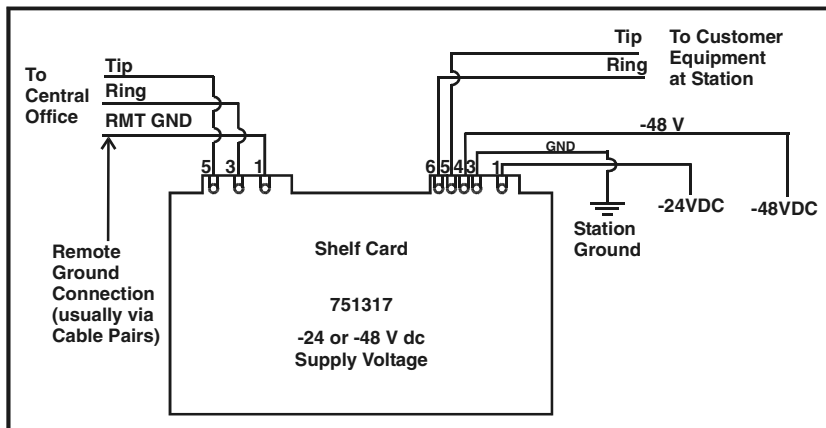 To
Central
Office
Tip
Ring
RMT GND
5 3 1
Remote
Ground
Connection
(usually via
Cable Pairs)
Tip
Ring
To Customer
Equipment
at Station
-48 V
GND
6 5 4 3 1
-24VDC
-48VDC
Station
Ground
Shelf Card
751317
-24 or -48 V dc
Supply Voltage